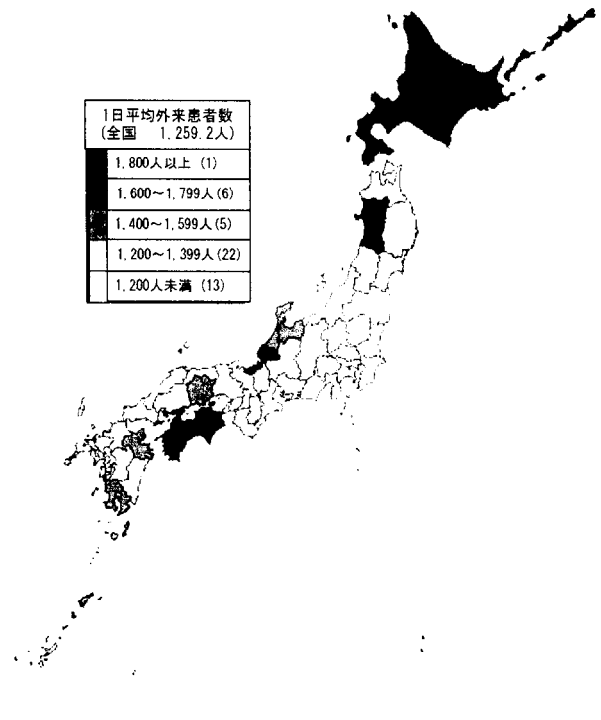 1日平均外来患者数
(全国 1,259.2人)
1,800人以上 (1)
1,600〜1,799人(6)
1,400〜1,599人(5)
1,200〜1,399人(22)
1,200人未満 (13)